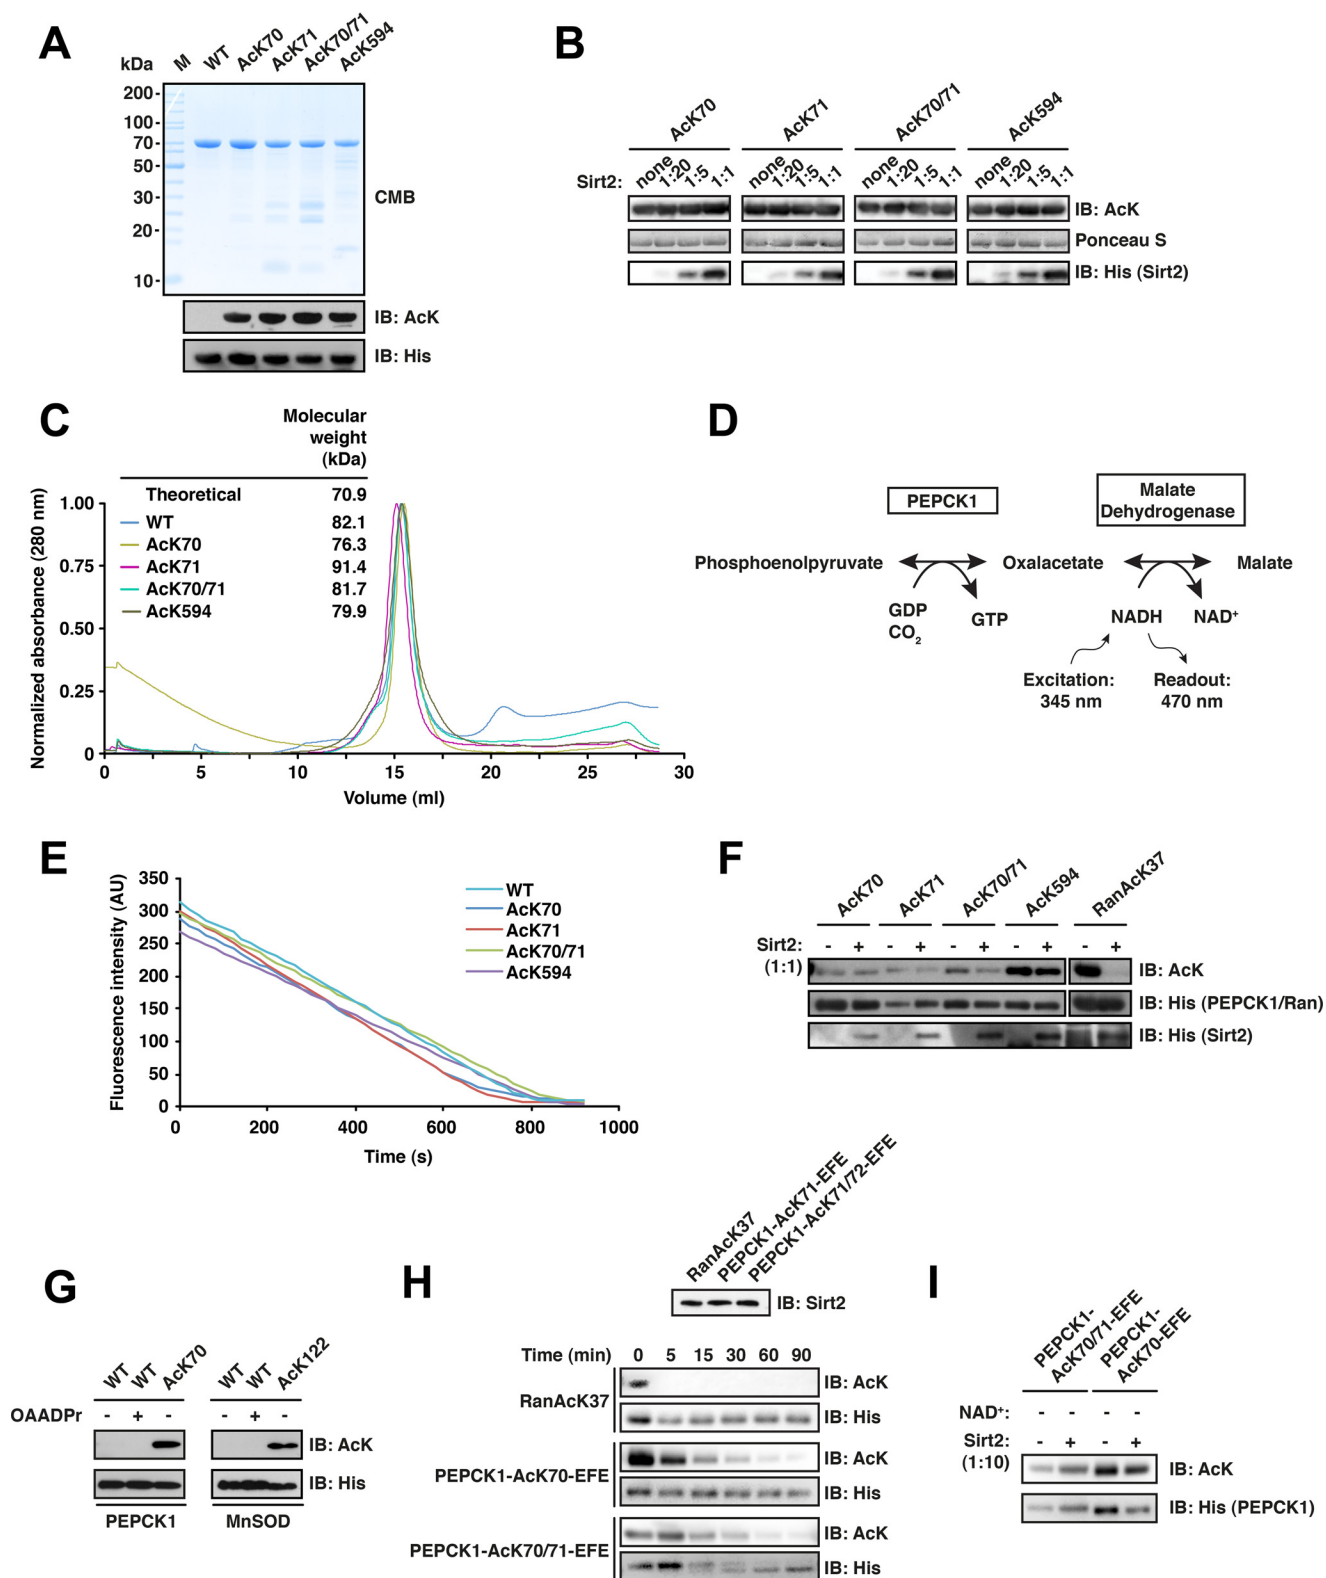 A
kDa M WT AcK70 AcK71 AcK70/71 AcK594
200-
100-
70-
50-
30-
20-
10-
CMB
IB: AcK
IB: His
B
AcK70 AcK71 AcK70/71 AcK594
Sirt2: none 1:20 1:5 1:1 none 1:20 1:5 1:1 none 1:20 1:5 1:1 none 1:20 1:5 1:1
IB: AcK
Ponceau S
IB: His (Sirt2)
C
Molecular
weight
(kDa)
Theoretical 70.9
WT 82.1
AcK70 76.3
AcK71 91.4
AcK70/71 81.7
AcK594 79.9
Normalized absorbance (280 nm)
1.00
0.75
0.50
0.25
0
0 5 10 15 20 25 30
Volume (ml)
D
PEPCK1
Malate
Dehydrogenase
Phosphoenolpyruvate Oxalacetate Malate
GDP
CO2
GTP
NADH NAD+
Excitation:
345 nm
Readout:
470 nm
E
Fluorescence intensity (AU)
350
300
250
200
150
100
50
0
0 200 400 600 800 1000
Time (s)
WT
AcK70
AcK71
AcK70/71
AcK594
F
AcK70 AcK71 AcK70/71 AcK594 RanAcK37
Sirt2: - + - + - + - + - +
(1:1)
IB: AcK
IB: His (PEPCK1/Ran)
IB: His (Sirt2)
G
WT WT AcK70 WT WT AcK122
OAADPr - + - - + -
IB: AcK
IB: His
PEPCK1 MnSOD
H
RanAcK37 PEPCK1-AcK71-EFE PEPCK1-AcK71/72-EFE
IB: Sirt2
Time (min) 0 5 15 30 60 90
RanAcK37
IB: AcK
IB: His
PEPCK1-AcK70-EFE
IB: AcK
IB: His
PEPCK1-AcK70/71-EFE
IB: AcK
IB: His
I
PEPCK1-
AcK70/71-EFE
PEPCK1-
AcK70-EFE
NAD+: - - - -
Sirt2: - + - +
(1:10)
IB: AcK
IB: His (PEPCK1)